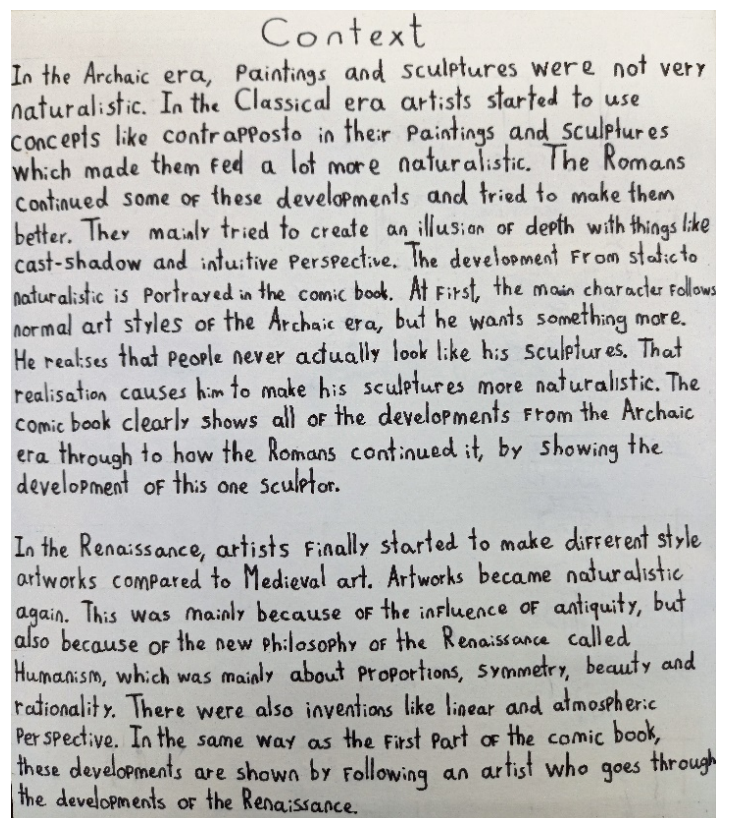 Context
In the Archaic era, Paintings and sculptures were not very
naturalistic. In the Classical era artists started to use
concepts like contrapposto in their Paintings and sculptures
which made them feel a lot more naturalistic. The Romans
continued some of these developments and tried to make them
better. They mainly tried to create an illusion of depth with things like
cast-shadow and intuitive perspective. The development from static to
naturalistic is portrayed in the comic book. At first, the main character follows
normal art styles of the Archaic era, but he wants something more.
He realises that people never actually look like his sculptures. That
realisation causes him to make his sculptures more naturalistic. The
comic book clearly shows all of the developments from the Archaic
era through to how the Romans continued it, by showing the
development of this one sculptor.

In the Renaissance, artists finally started to make different style
artworks compared to Medieval art. Artworks became naturalistic
again. This was mainly because of the influence of antiquity, but
also because of the new philosophy of the Renaissance called
Humanism, which was mainly about proportions, symmetry, beauty and
rationality. There were also inventions like linear and atmospheric
perspective. In the same way as the first part of the comic book,
these developments are shown by following an artist who goes through
the developments of the Renaissance.